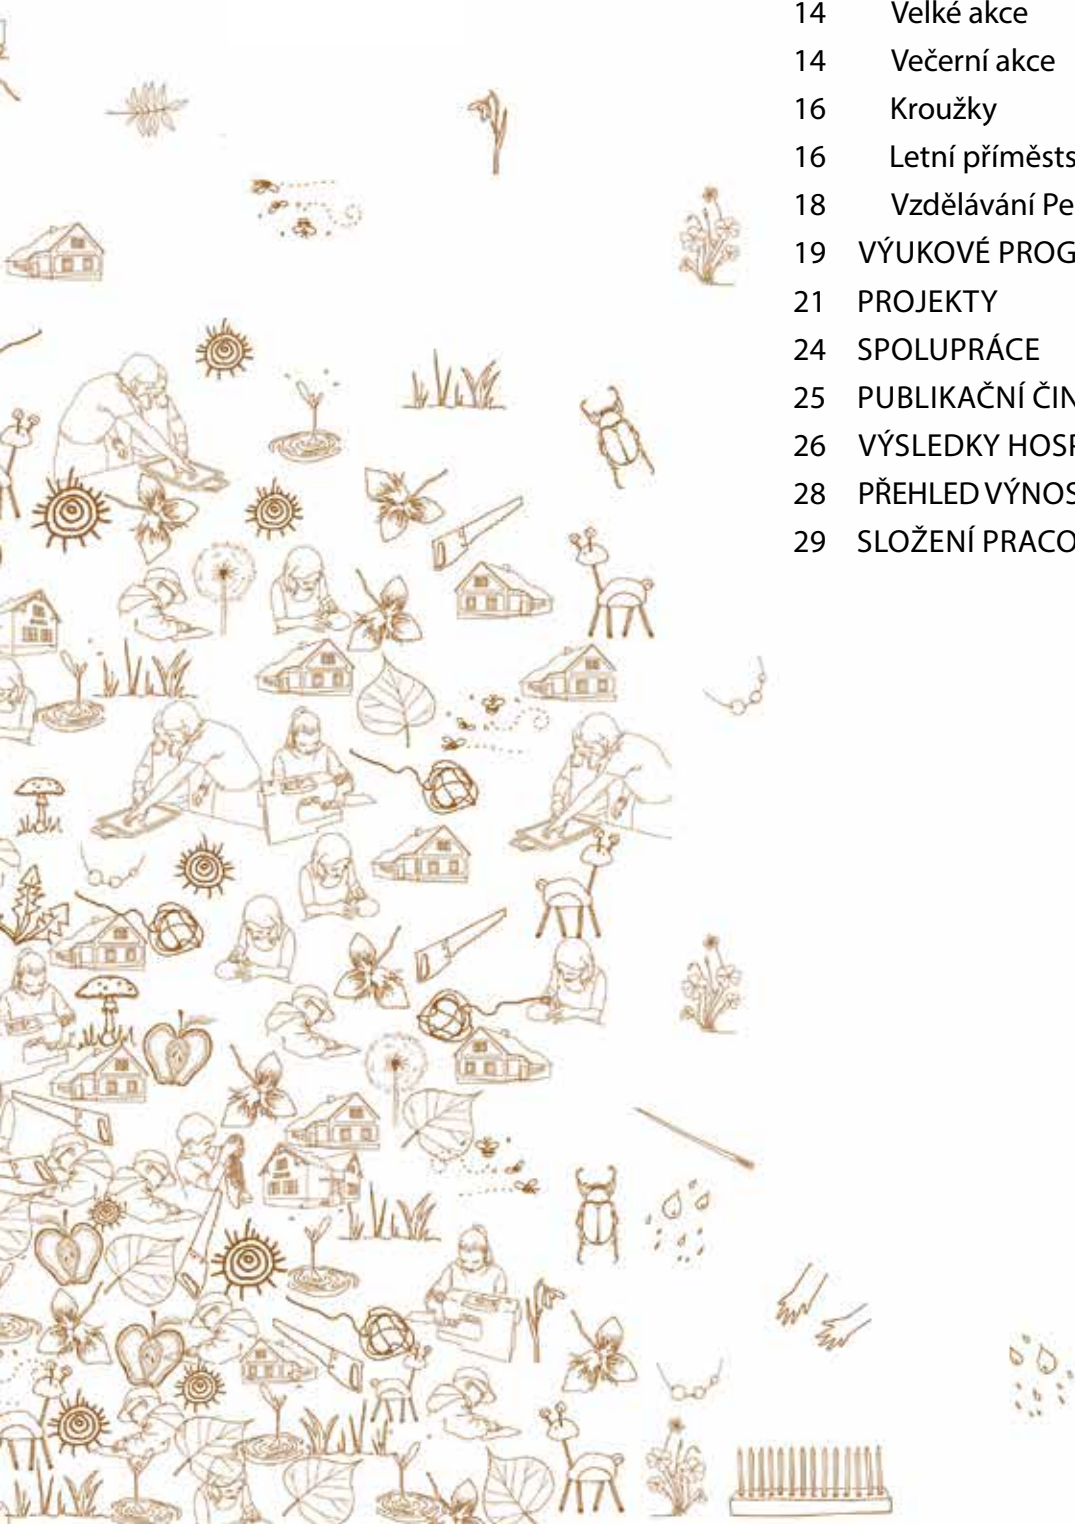 14 Velké akce
14 Večerní akce
16 Kroužky
16 Letní příměsts
18 Vzdělávání Pe
19 VÝUKOVÉ PROG
21 PROJEKTY
24 SPOLUPRÁCE
25 PUBLIKAČNÍ ČIN
26 VÝSLEDKY HOSP
28 PŘEHLED VÝNOS
29 SLOŽENÍ PRACO